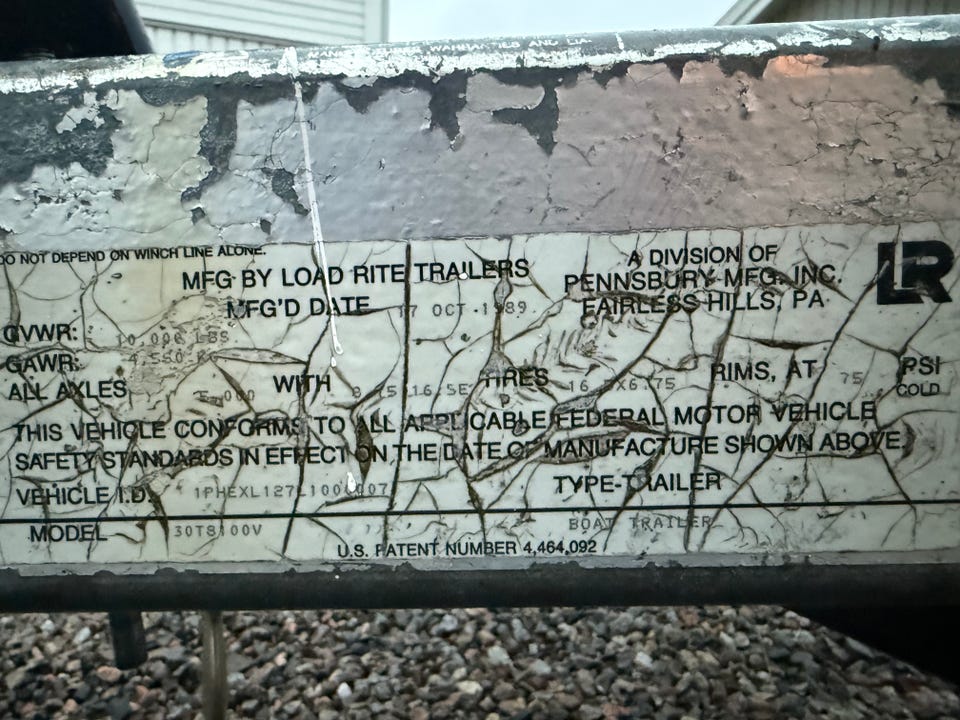 WARRANTIES AND
DO NOT DEPEND ON WINCH LINE ALONE.
MFG BY LOAD RITE TRAILERS
A DIVISION OF
PENNSBURY MFG. INC.
FAIRLESS HILLS, PA
LR
MFG'D DATE 17 OCT 1989
GVWR: 10,000 LBS
GAWR:
ALL AXLES WITH TIRES RIMS, AT 75 PSI
COLD
THIS VEHICLE CONFORMS TO ALL APPLICABLE FEDERAL MOTOR VEHICLE
SAFETY STANDARDS IN EFFECT ON THE DATE OF MANUFACTURE SHOWN ABOVE.
VEHICLE I.D. TYPE-TRAILER
MODEL 30T8100V BOAT TRAILER
U.S. PATENT NUMBER 4,464,092